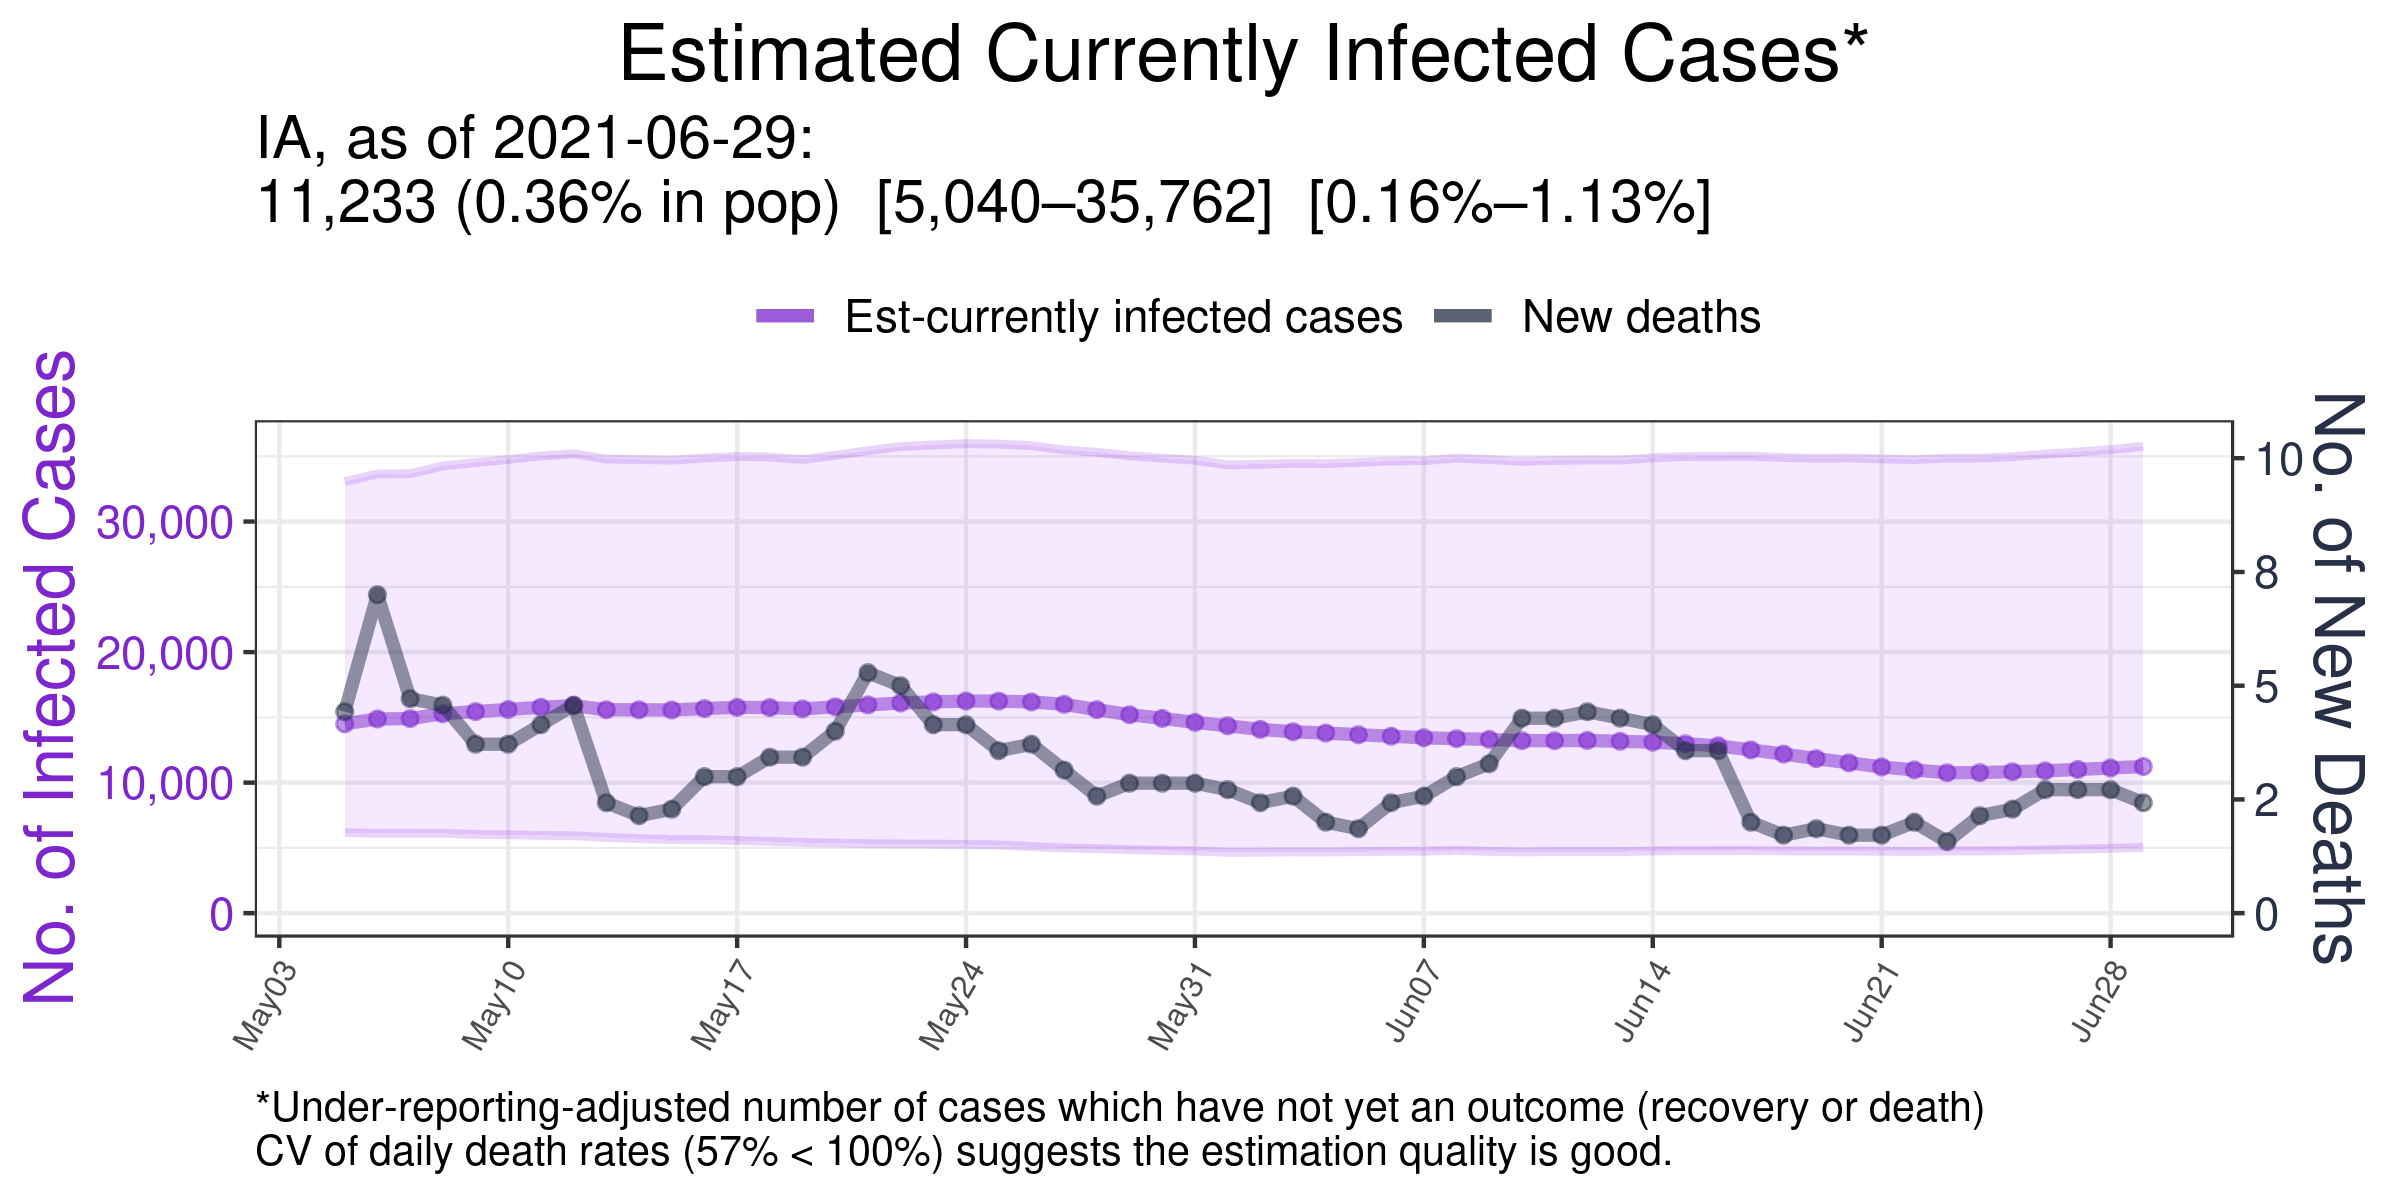 Estimated Currently Infected Cases*
IA, as of 2021-06-29:
11,233 (0.36% in pop)  [5,040–35,762]  [0.16%–1.13%]
Est-currently infected cases
New deaths
No. of Infected Cases
30,000
20,000
10,000
0
No. of New Deaths
10
8
5
2
0
May03
May10
May17
May24
May31
Jun07
Jun14
Jun21
Jun28
*Under-reporting-adjusted number of cases which have not yet an outcome (recovery or death)
CV of daily death rates (57% < 100%) suggests the estimation quality is good.